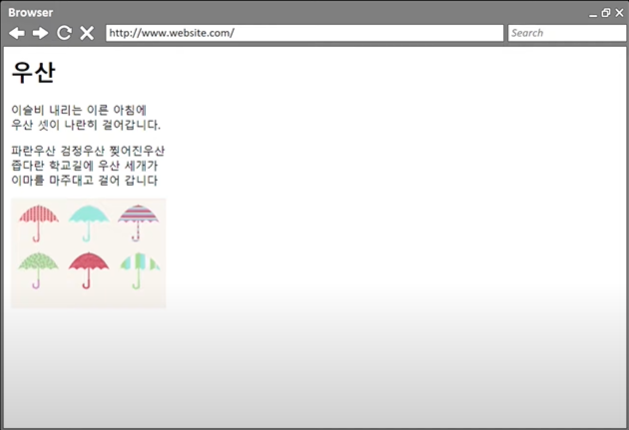 Browser
http://www.website.com/
Search
우산
이슬비 내리는 이른 아침에
우산 셋이 나란히 걸어갑니다.
파란우산 검정우산 찢어진우산
좁다란 학교길에 우산 세개가
이마를 마주대고 걸어 갑니다